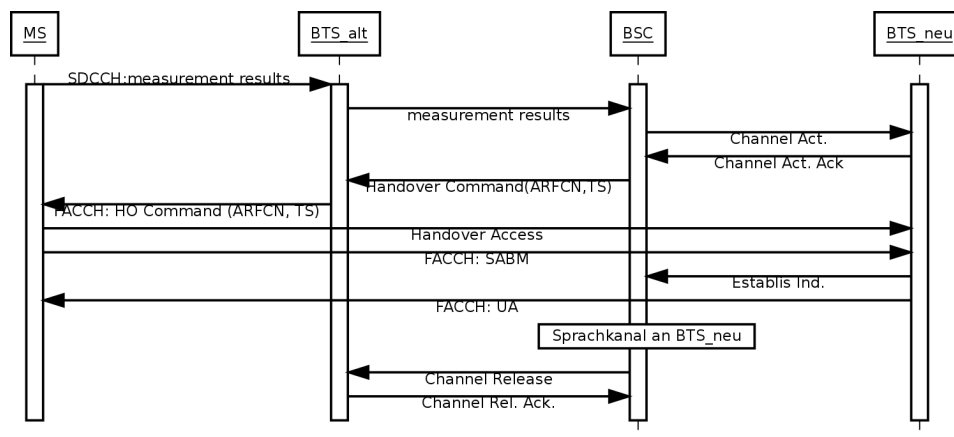 MS
BTS_alt
BSC
BTS_neu
SDCCH:measurement results
measurement results
Channel Act.
Channel Act. Ack
Handover Command(ARFCN,TS)
FACCH: HO Command (ARFCN, TS)
Handover Access
FACCH: SABM
Establis Ind.
FACCH: UA
Sprachkanal an BTS_neu
Channel Release
Channel Rel. Ack.